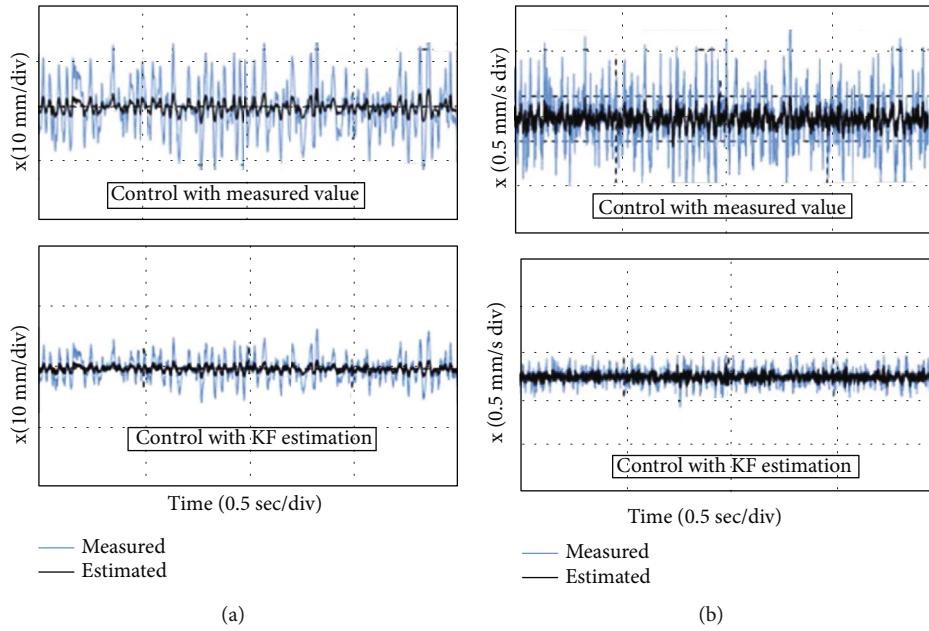 x(10 mm/div)
Control with measured value
x(10 mm/div)
Control with KF estimation
Time (0.5 sec/div)
Measured
Estimated
(a)
x (0.5 mm/s div)
Control with measured value
x (0.5 mm/s div)
Control with KF estimation
Time (0.5 sec/div)
Measured
Estimated
(b)